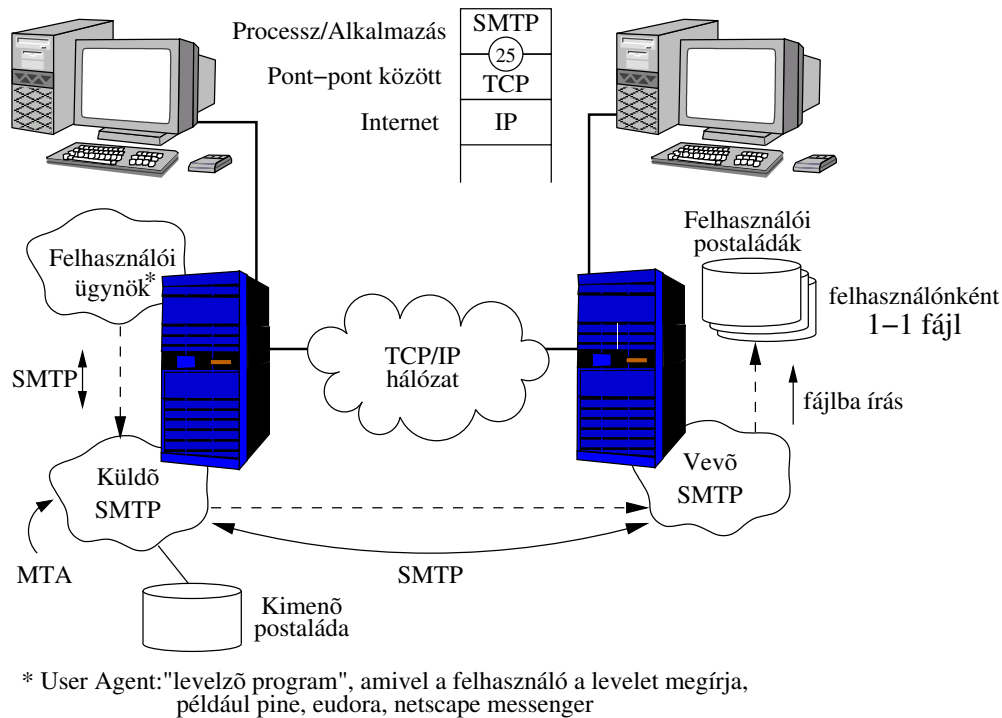 Processz/Alkalmazás
SMTP
25
Pont−pont között
TCP
Internet
IP
Felhasználói
ügynök*
Felhasználói
postaládák
felhasználónként
1−1 fájl
TCP/IP
hálózat
SMTP
fájlba írás
Küldõ
SMTP
Vevõ
SMTP
MTA
SMTP
Kimenõ
postaláda
* User Agent:"levelzõ program", amivel a felhasználó a levelet megírja,
például pine, eudora, netscape messenger